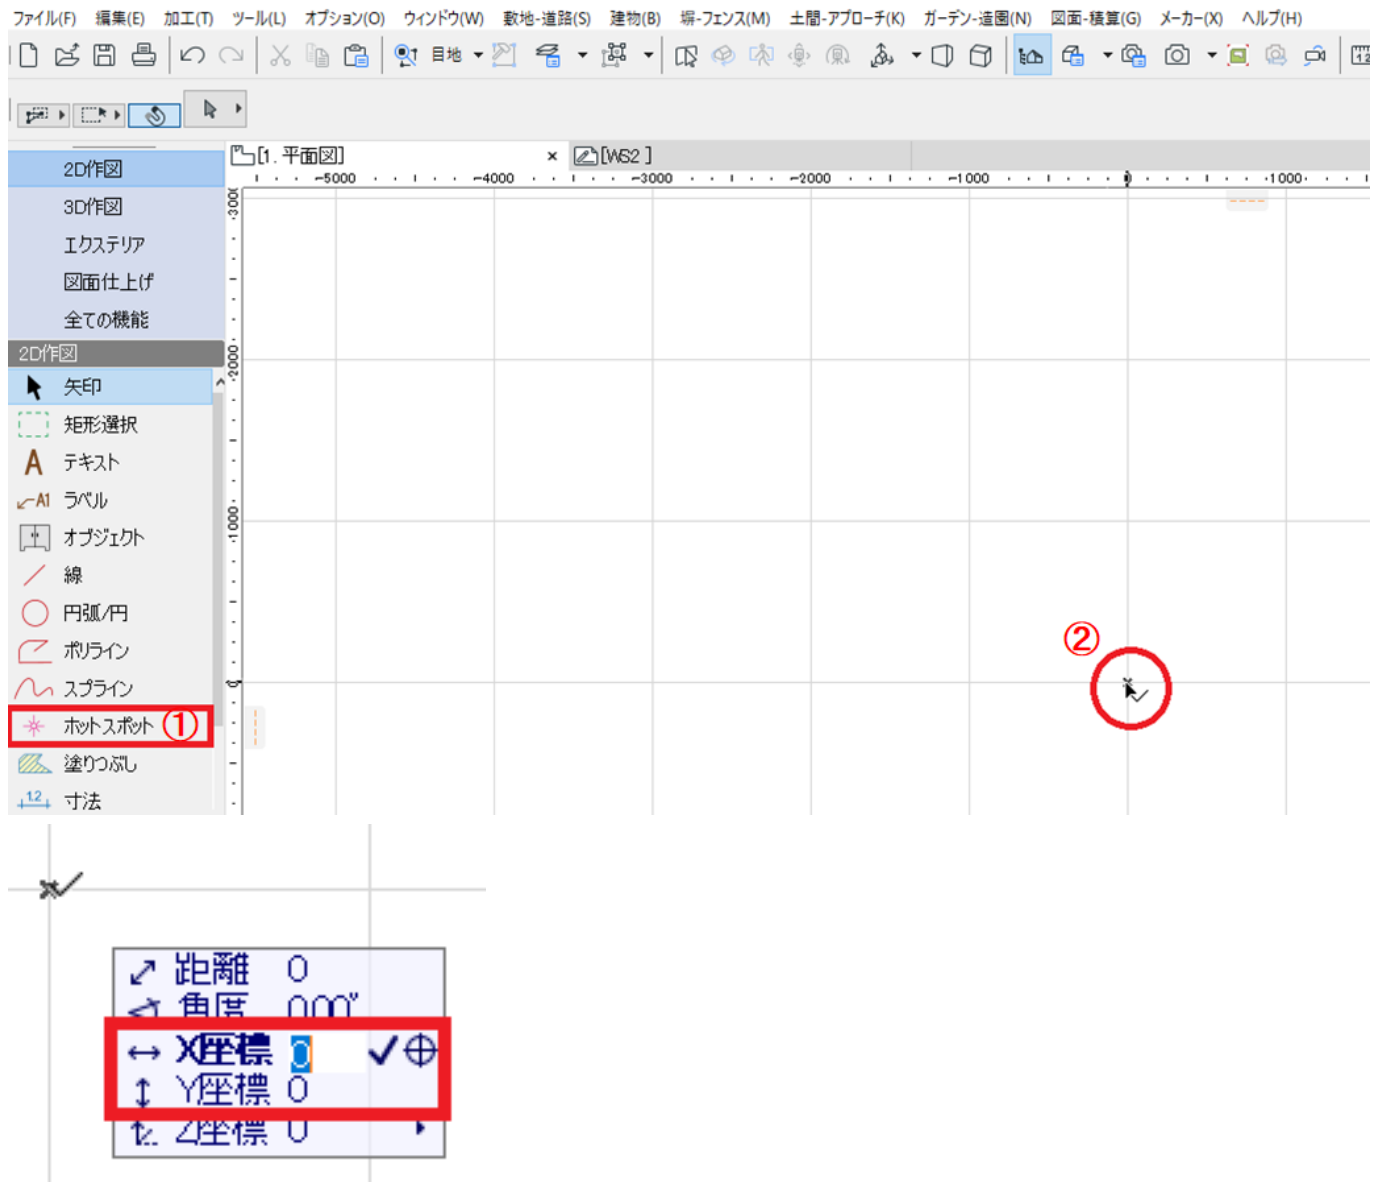 ファイル(F) 編集(E) 加工(T) ツール(L) オプション(O) ウィンドウ(W) 敷地-道路(S) 建物(B) 塀-フェンス(M) 土間-アプローチ(K) ガーデン-造園(N) 図面-積算(G) メーカー(X) ヘルプ(H)
目地
[1. 平面図] × [WS2 ]
-5000 -4000 -3000 -2000 -1000 0 1000
3000
2000
1000
0
2D作図
3D作図
エクステリア
図面仕上げ
全ての機能
2D作図
矢印
矩形選択
A テキスト
A1 ラベル
オブジェクト
線
円弧/円
ポリライン
スプライン
ホットスポット ①
塗りつぶし
1.2 寸法
②
距離 0
角度 0.00°
X座標 0
Y座標 0
Z座標 0